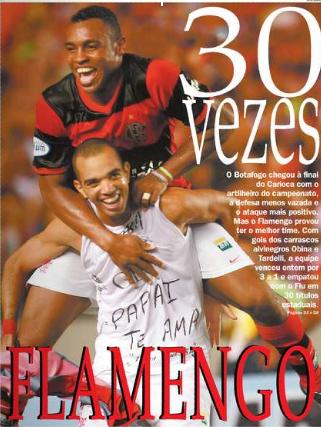 30
vezes
O Botafogo chegou à final
do Carioca com o
artilheiro do campeonato,
a defesa menos vazada e
o ataque mais positivo.
Mas o Flamengo provou
ter o melhor time. Com
gols dos carrascos
alvinegros Obina e
Tardelli, a equipe
venceu ontem por
3 a 1 e empatou
com o Flu em
30 títulos
estaduais.
PAPAI
TE AMA
FLAMENGO